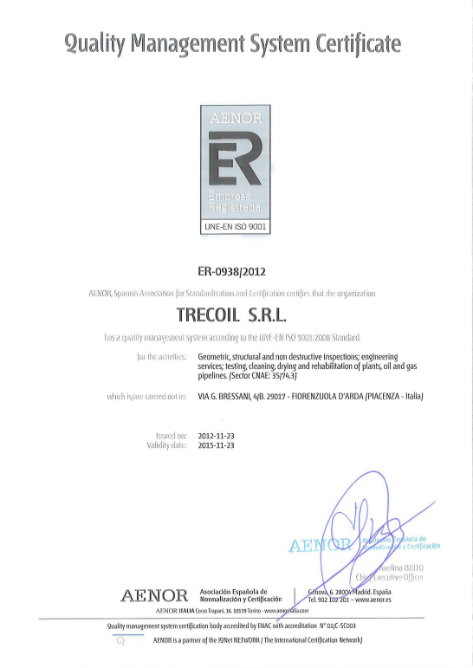 Quality Management System Certificate
AENOR
ER
Empresa
Registrada
UNE-EN ISO 9001
ER-0938/2012
AENOR, Spanish Association for Standardization and Certification certifies that the organization
TRECOIL S.R.L.
has a quality management system according to the UNE-EN ISO 9001:2008 Standard
for the activities: Geometric, structural and non destructive inspections; engineering
services; testing, cleaning, drying and rehabilitation of plants, oil and gas
pipelines. (Sector CNAE: 35/74.3)
which is/are carried out in: VIA G. BRESSANI, 4/B. 29017 - FIORENZUOLA D'ARDA (PIACENZA - Italia)
Issued on: 2012-11-23
Validity date: 2015-11-23
AENOR Asociación Española de
Normalización y Certificación
Avelino BRITO
Chief Executive Officer
AENOR Asociación Española de
Normalización y Certificación
Génova, 6. 28004 Madrid. España
Tel. 902 102 201 – www.aenor.es
AENOR ITALIA Corso Trapani, 16. 10139 Torino - www.aenoritalia.com
Quality management system certification body accredited by ENAC with accreditation Nº 01/C-SC003
AENOR is a partner of the IQNet NETWORK (The International Certification Network)